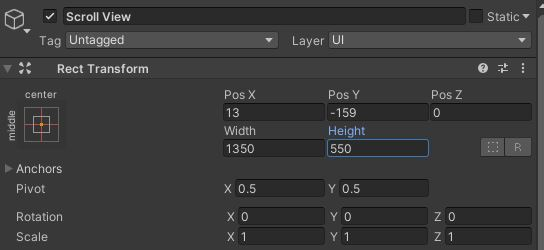 Scroll View Static
Tag Untagged Layer UI
Rect Transform
center
middle
Pos X Pos Y Pos Z
13 -159 0
Width Height
1350 550
R
Anchors
Pivot X 0.5 Y 0.5
Rotation X 0 Y 0 Z 0
Scale X 1 Y 1 Z 1